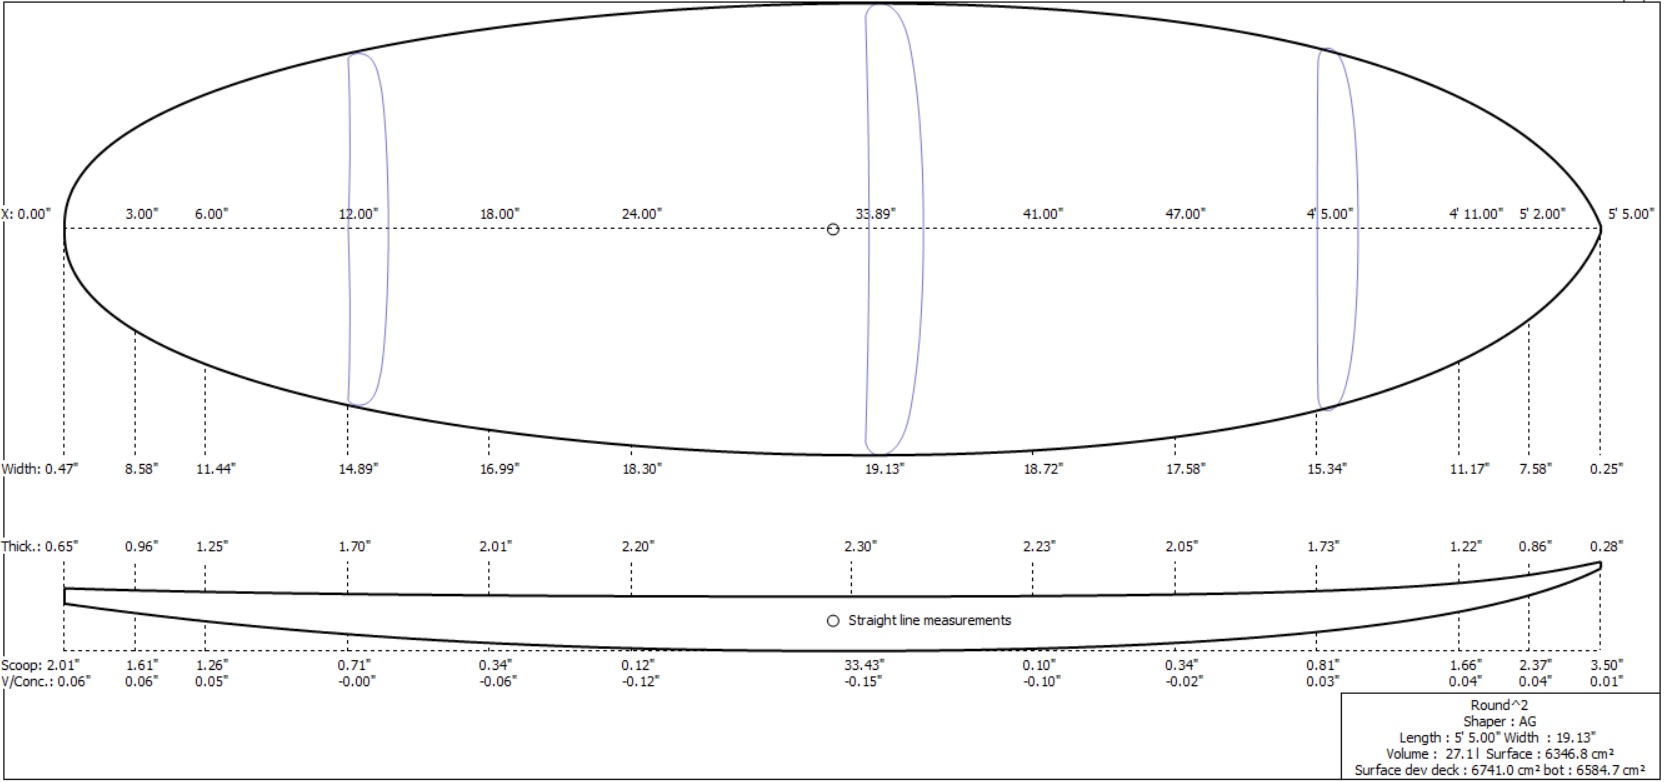 X: 0.00" 3.00" 6.00" 12.00" 18.00" 24.00" 33.89" 41.00" 47.00" 4' 5.00" 4' 11.00" 5' 2.00" 5' 5.00"
Width: 0.47" 8.58" 11.44" 14.89" 16.99" 18.30" 19.13" 18.72" 17.58" 15.34" 11.17" 7.58" 0.25"
Thick.: 0.65" 0.96" 1.25" 1.70" 2.01" 2.20" 2.30" 2.23" 2.05" 1.73" 1.22" 0.86" 0.28"
Straight line measurements
Scoop: 2.01" 1.61" 1.26" 0.71" 0.34" 0.12" 33.43" 0.10" 0.34" 0.81" 1.66" 2.37" 3.50"
V/Conc.: 0.06" 0.06" 0.05" -0.00" -0.06" -0.12" -0.15" -0.10" -0.02" 0.03" 0.04" 0.04" 0.01"
Round^2
Shaper : AG
Length : 5' 5.00" Width : 19.13"
Volume : 27.1 l Surface : 6346.8 cm²
Surface dev deck : 6741.0 cm² bot : 6584.7 cm²